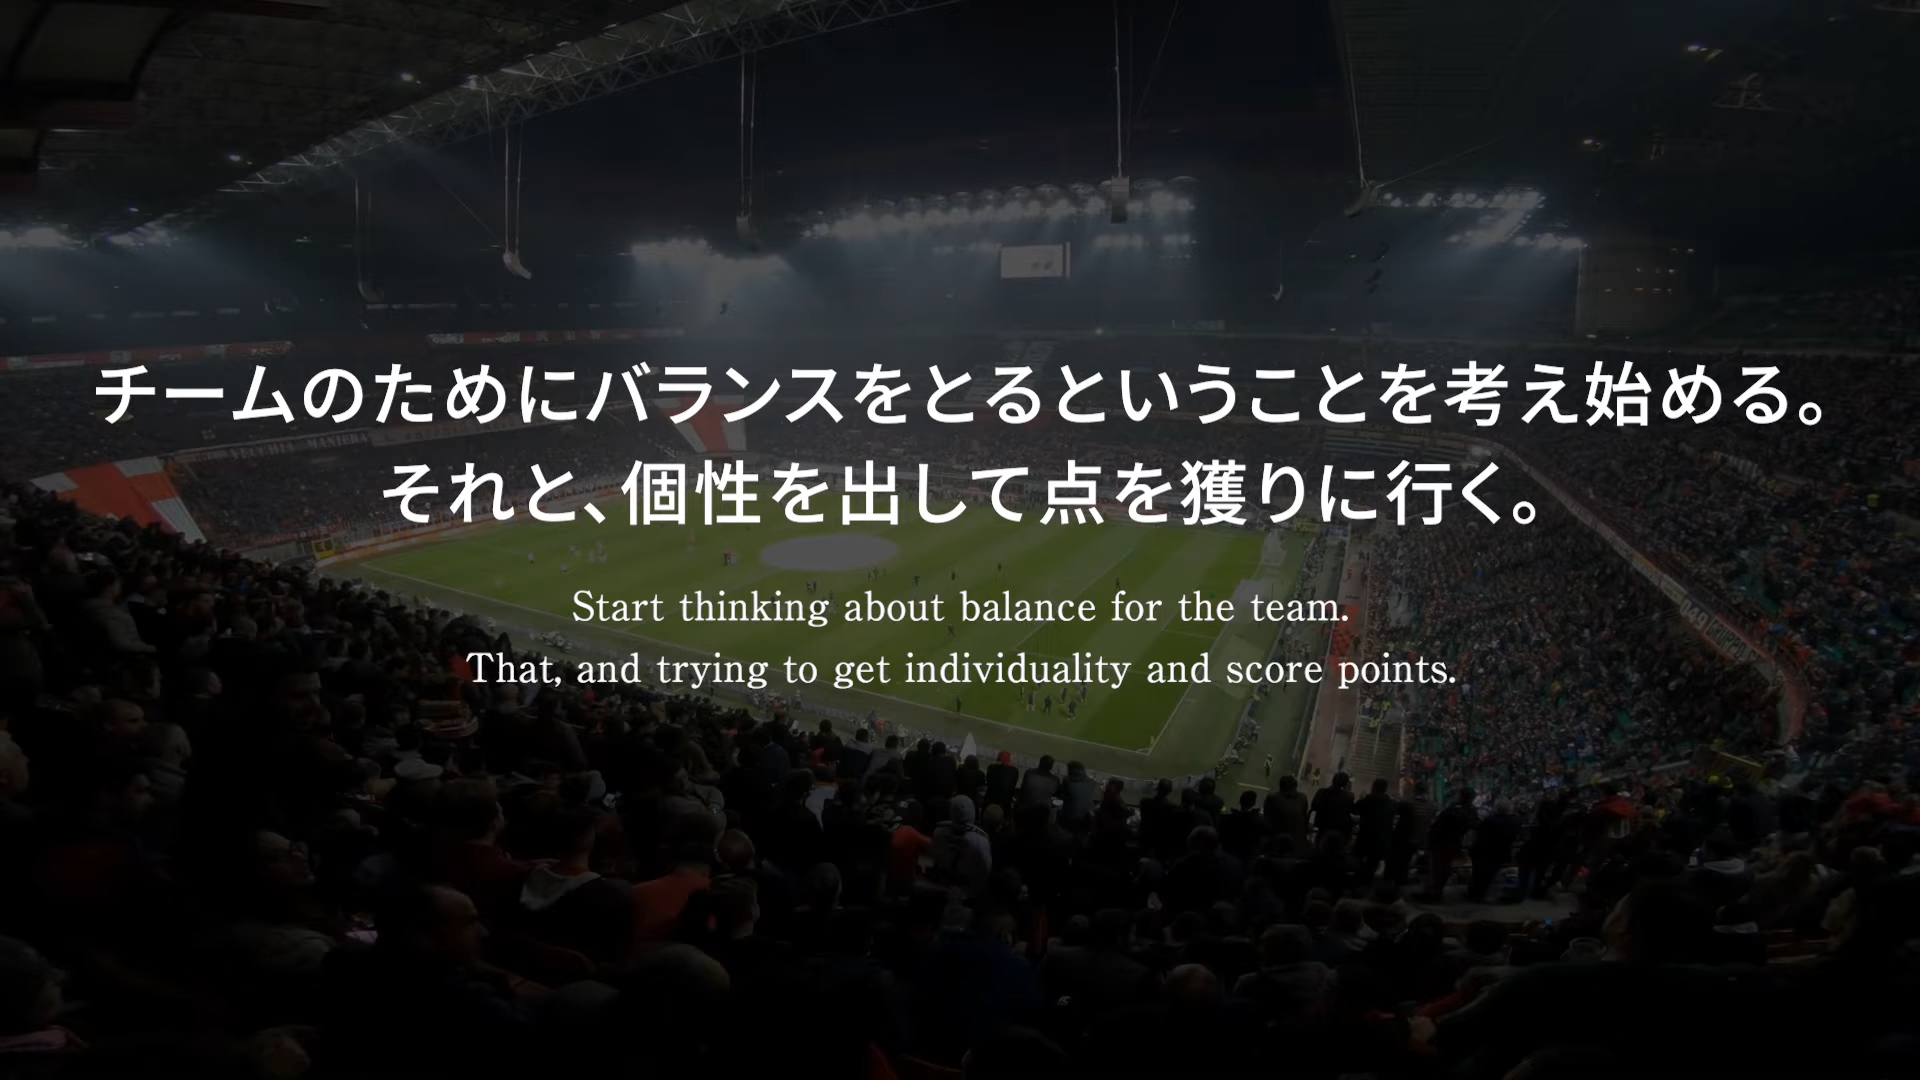 チームのためにバランスをとるということを考え始める。
それと、個性を出して点を獲りに行く。
Start thinking about balance for the team.
That, and trying to get individuality and score points.
VECCHIA MANIERA